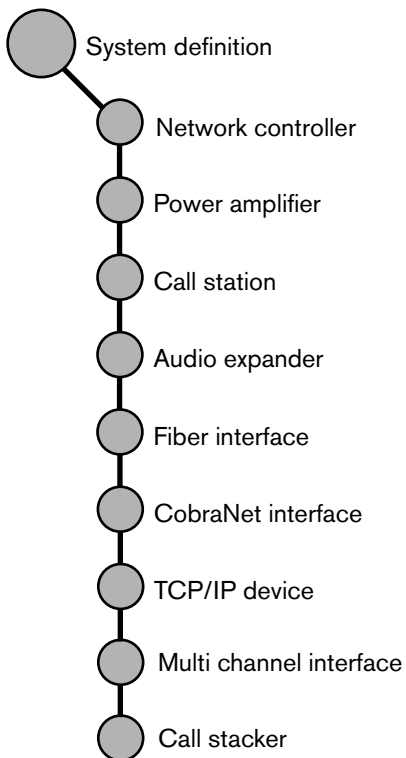 System definition
Network controller
Power amplifier
Call station
Audio expander
Fiber interface
CobraNet interface
TCP/IP device
Multi channel interface
Call stacker